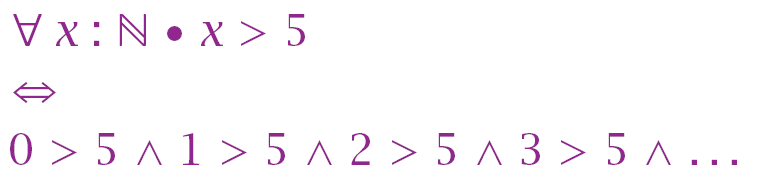 ∀ x : ℕ • x > 5
⇔
0 > 5 ∧ 1 > 5 ∧ 2 > 5 ∧ 3 > 5 ∧ . . .